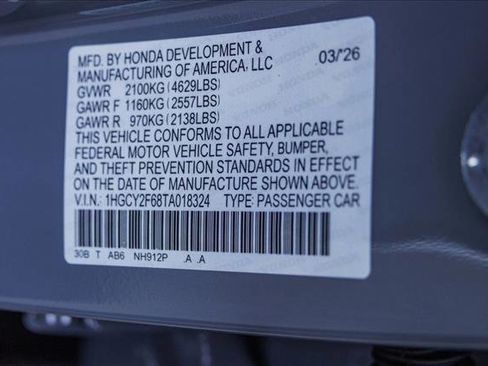 MFD. BY HONDA DEVELOPMENT &
MANUFACTURING OF AMERICA, LLC 03/'26
GVWR 2100KG(4629LBS)
GAWR F 1160KG(2557LBS)
GAWR R 970KG(2138LBS)
THIS VEHICLE CONFORMS TO ALL APPLICABLE
FEDERAL MOTOR VEHICLE SAFETY, BUMPER,
AND THEFT PREVENTION STANDARDS IN EFFECT
ON THE DATE OF MANUFACTURE SHOWN ABOVE.
V.I.N.: 1HGCY2F68TA018324 TYPE: PASSENGER CAR
30B T AB6 NH912P .A .A